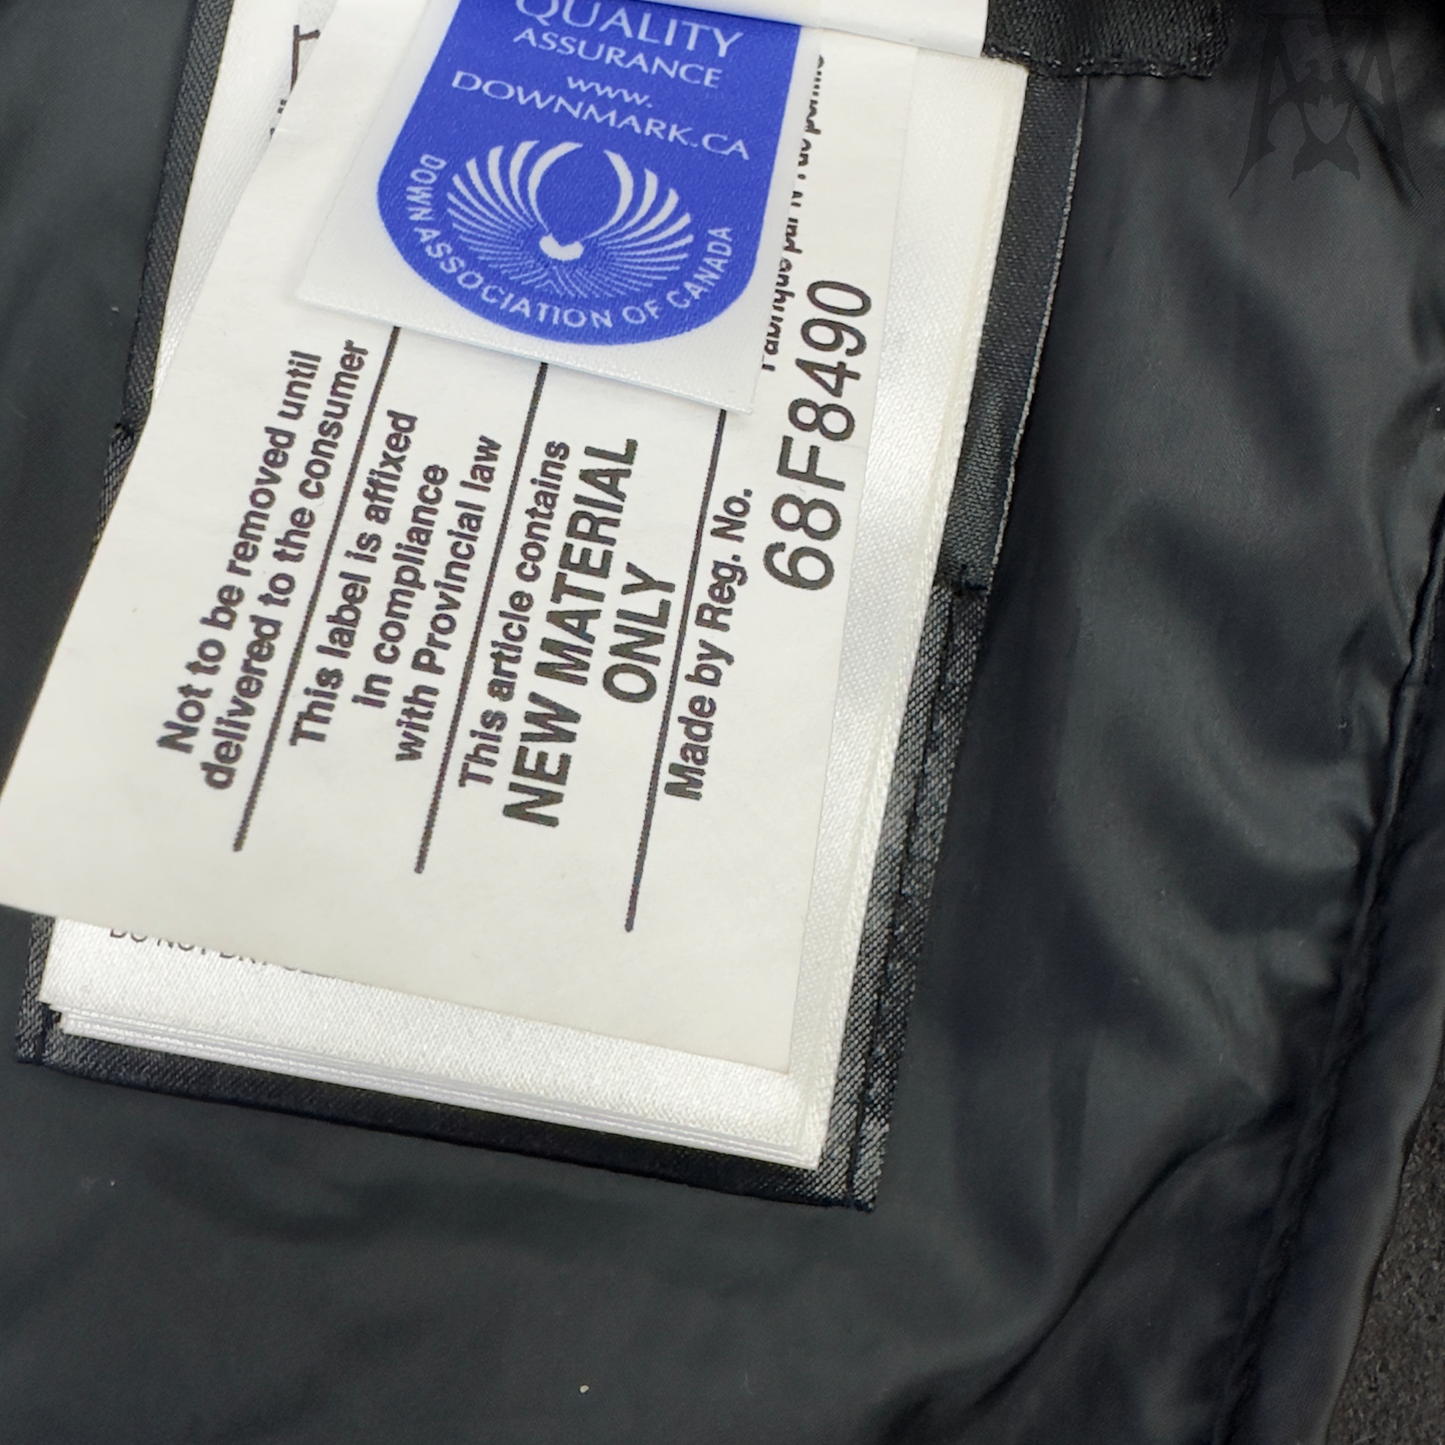 QUALITY
ASSURANCE
www.
DOWNMARK.CA
DOWN ASSOCIATION OF CANADA
Not to be removed until
delivered to the consumer
This label is affixed
in compliance
with Provincial law
This article contains
NEW MATERIAL
ONLY
Made by Reg. No.
68F8490